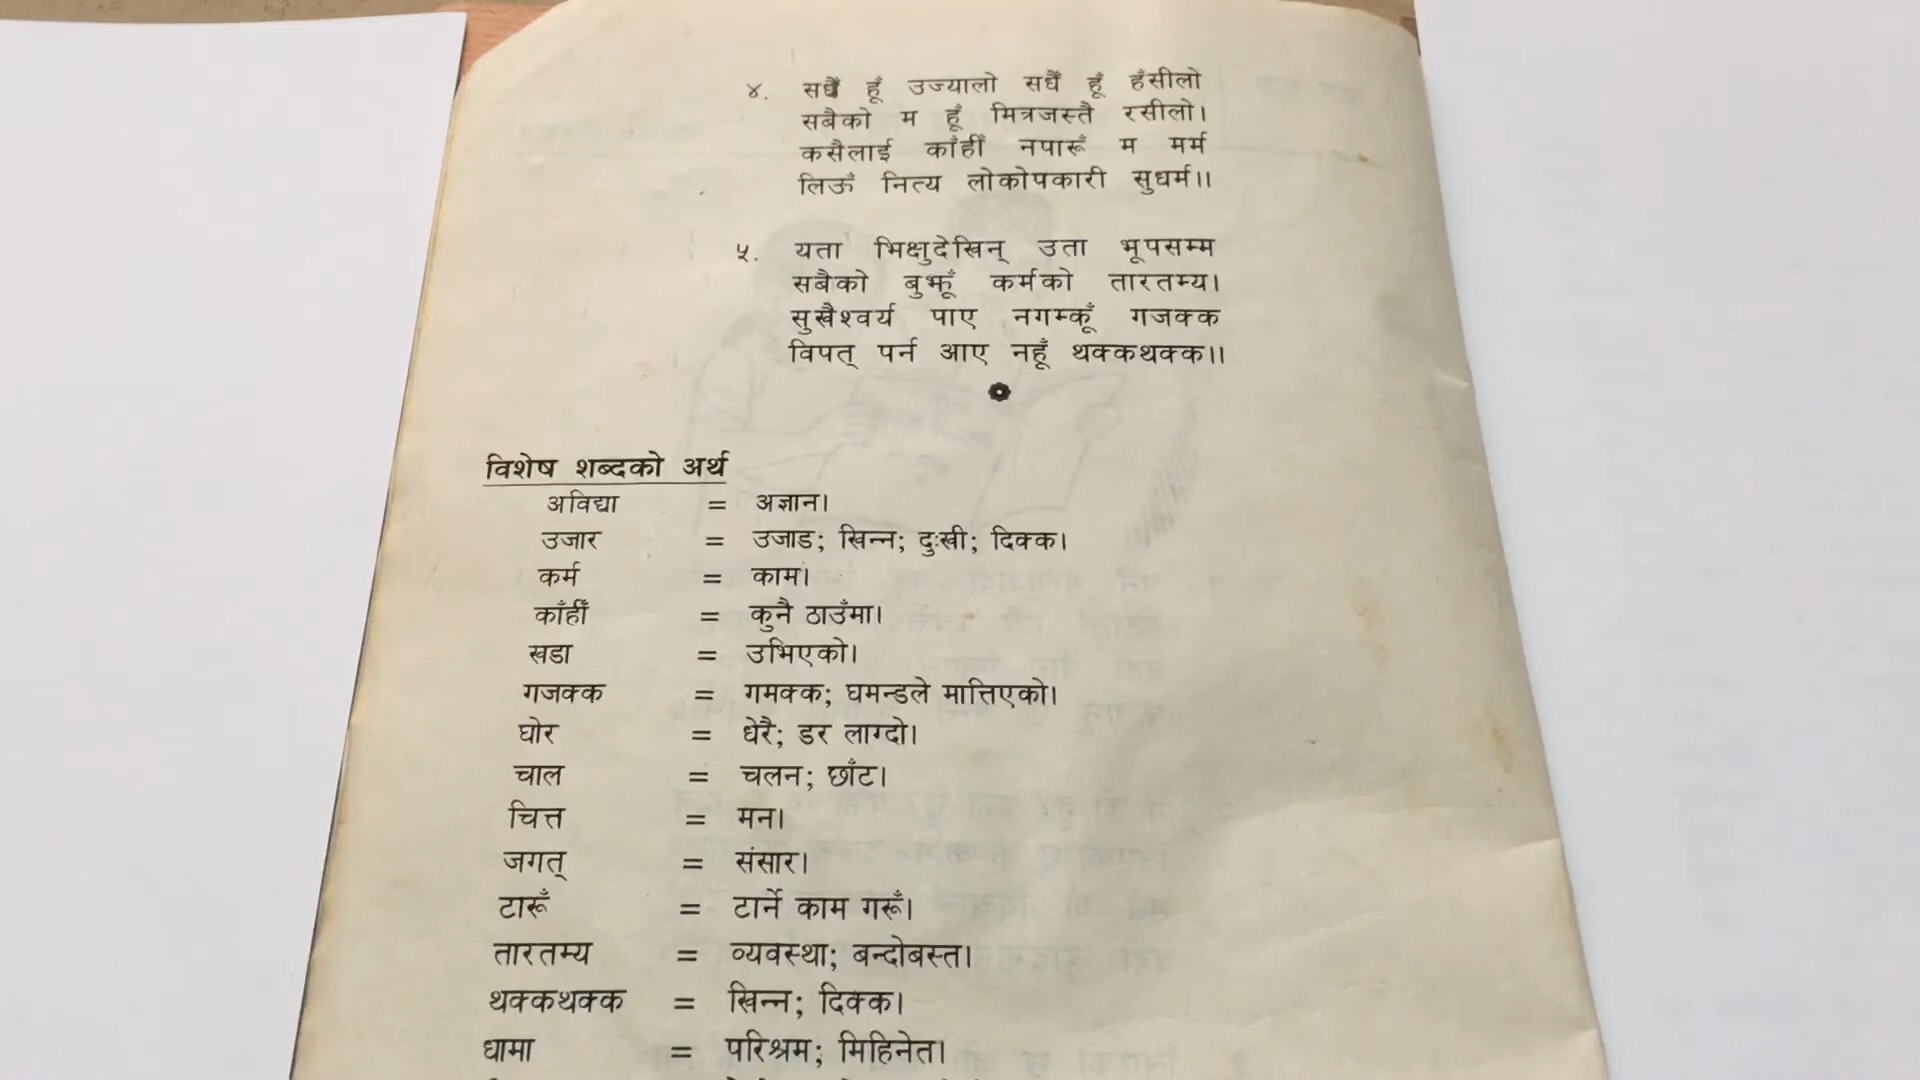 ४. सधैं हूँ उज्यालो सधैं हूँ हँसीलो
सबैको म हूँ मित्रजस्तै रसीलो।
कसैलाई काँहीँ नपारूँ म मर्म
लिऊँ नित्य लोकोपकारी सुधर्म।।
५. यता भिक्षुदेखिन् उता भूपसम्म
सबैको बुझूँ कर्मको तारतम्य।
सुखैश्वर्य पाए नगम्कूँ गजक्क
विपत् पर्न आए नहूँ थक्कथक्क।।
विशेष शब्दको अर्थ
अविद्या = अज्ञान।
उजार = उजाड; खिन्न; दुःखी; दिक्क।
कर्म = काम।
काँहीँ = कुनै ठाउँमा।
खडा = उभिएको।
गजक्क = गमक्क; घमन्डले मात्तिएको।
घोर = धेरै; डर लाग्दो।
चाल = चलन; छाँट।
चित्त = मन।
जगत् = संसार।
टारूँ = टार्ने काम गरूँ।
तारतम्य = व्यवस्था; बन्दोबस्त।
थक्कथक्क = खिन्न; दिक्क।
धामा = परिश्रम; मिहिनेत।